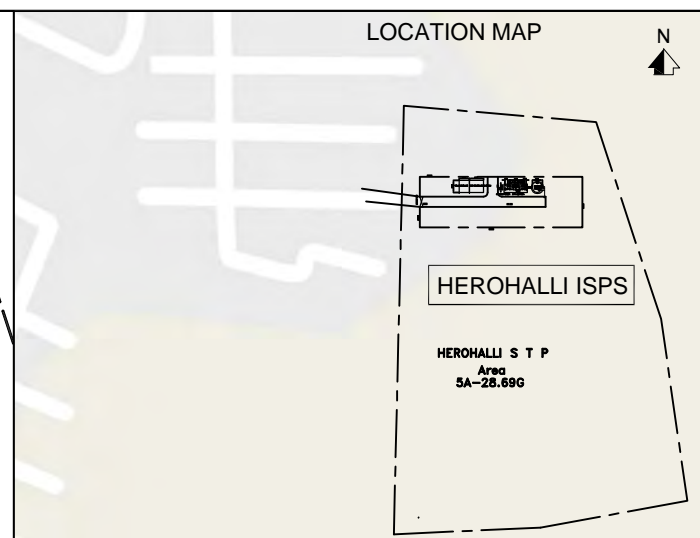 LOCATION MAP
N
HEROHALLI ISPS
HEROHALLI S T P
Area
5A-28.69G